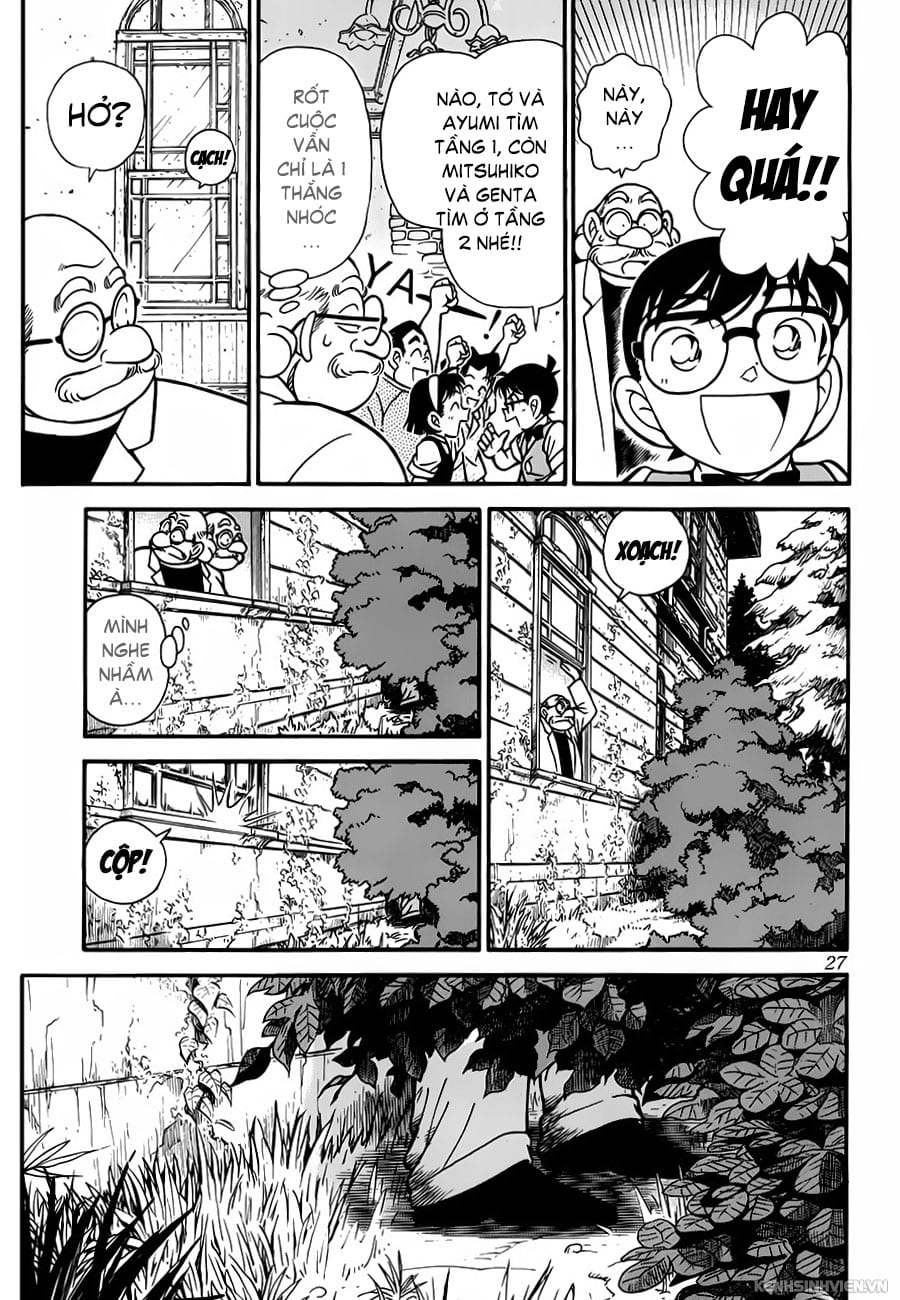 HAY
QUÁ!!
NÀY,
NÀY
...
NÀO, TỚ VÀ
AYUMI TÌM
TẦNG 1, CÒN
MITSUHIKO
VÀ GENTA
TÌM Ở TẦNG
2 NHÉ!!
YA-!
RỐT
CUỘC
VẪN
CHỈ LÀ 1
THẰNG
NHÓC
...
HỞ?
CẠCH!
XOẠCH!
MÌNH
NGHE
NHẦM
À...
CỘP!
27
KENHSINHVIEN.VN